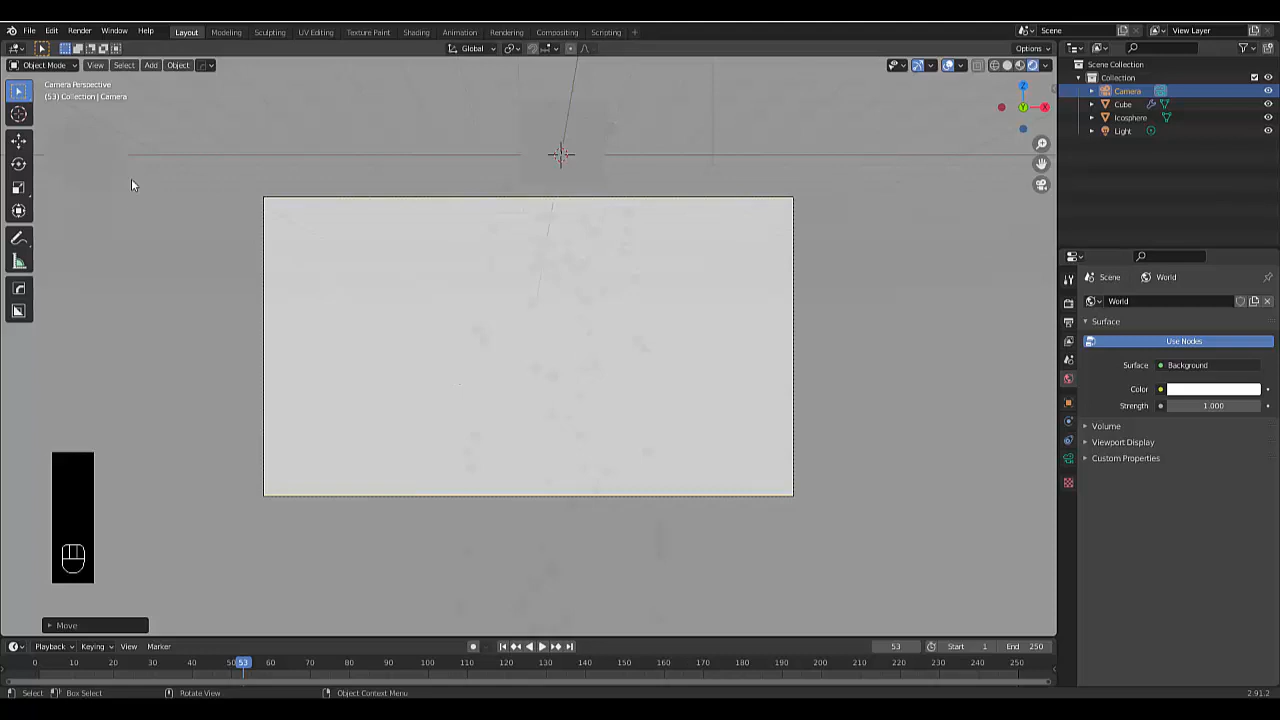 File Edit Render Window Help Layout Modeling Sculpting UV Editing Texture Paint Shading Animation Rendering Compositing Scripting + Scene View Layer
Global Options
Object Mode View Select Add Object
Camera Perspective
(53) Collection | Camera
Z
X
Y
Scene Collection
Collection
Camera
Cube
Icosphere
Light
Scene World
World
Surface
Use Nodes
Surface Background
Color
Strength 1.000
Volume
Viewport Display
Custom Properties
Move
Playback Keying View Marker 53 Start 1 End 250
0 10 20 30 40 50 53 60 70 80 90 100 110 120 130 140 150 160 170 180 190 200 210 220 230 240 250
Select Box Select Rotate View Object Context Menu 2.91.2